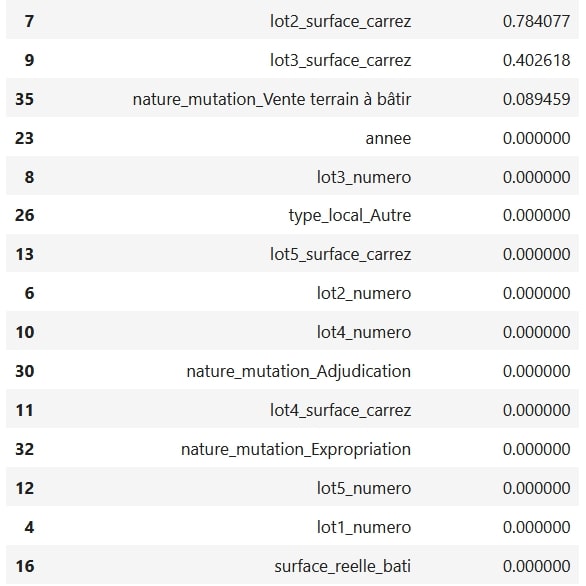 7 lot2_surface_carrez 0.784077
9 lot3_surface_carrez 0.402618
35 nature_mutation_Vente terrain à bâtir 0.089459
23 annee 0.000000
8 lot3_numero 0.000000
26 type_local_Autre 0.000000
13 lot5_surface_carrez 0.000000
6 lot2_numero 0.000000
10 lot4_numero 0.000000
30 nature_mutation_Adjudication 0.000000
11 lot4_surface_carrez 0.000000
32 nature_mutation_Expropriation 0.000000
12 lot5_numero 0.000000
4 lot1_numero 0.000000
16 surface_reelle_bati 0.000000